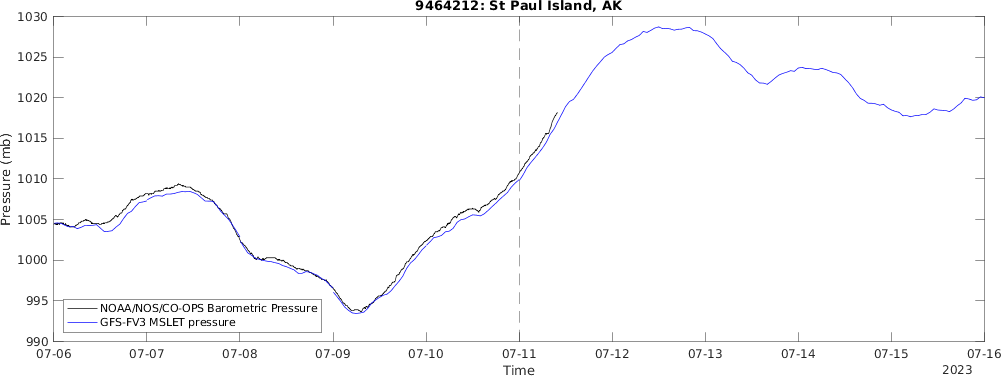 9464212: St Paul Island, AK
Pressure (mb)
1030
1025
1020
1015
1010
1005
1000
995
990
NOAA/NOS/CO-OPS Barometric Pressure
GFS-FV3 MSLET pressure
07-06 07-07 07-08 07-09 07-10 07-11 07-12 07-13 07-14 07-15 07-16
Time
2023